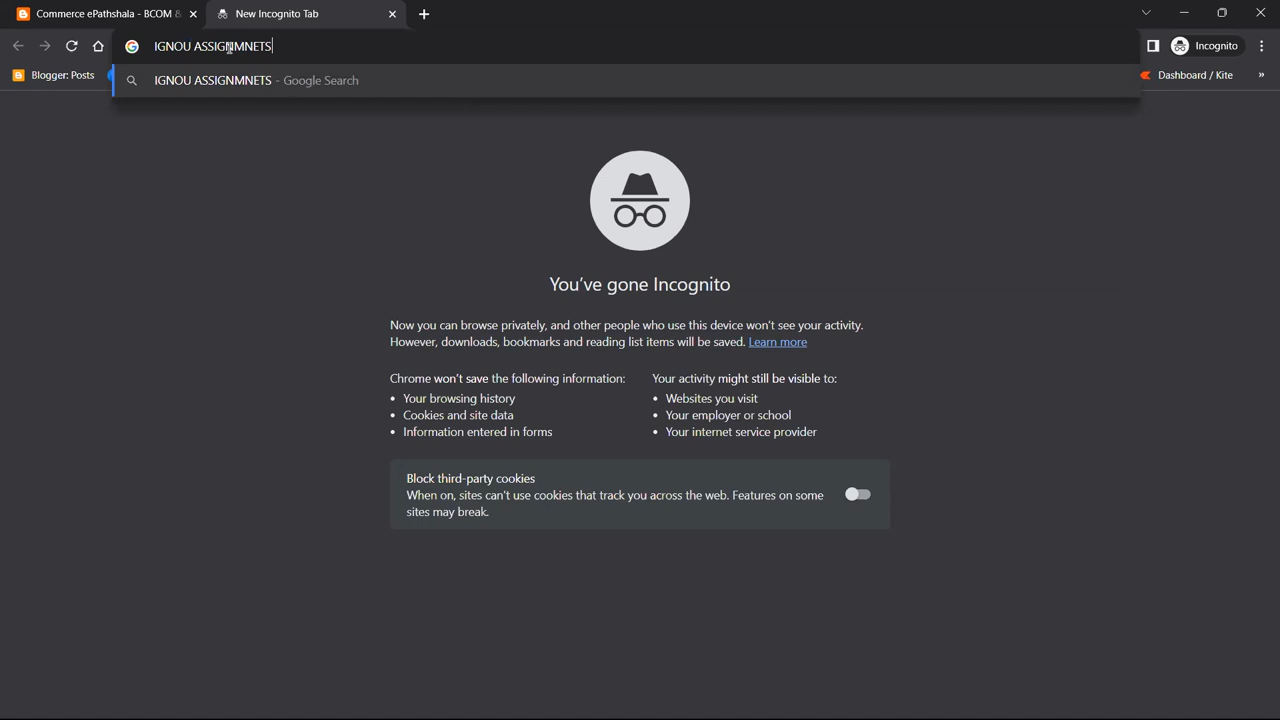 Commerce ePathshala - BCOM &
New Incognito Tab
IGNOU ASSIGNMNETS
Incognito
Blogger: Posts
IGNOU ASSIGNMNETS - Google Search
Dashboard / Kite
»
You've gone Incognito
Now you can browse privately, and other people who use this device won't see your activity.
However, downloads, bookmarks and reading list items will be saved. Learn more
Chrome won't save the following information:
• Your browsing history
• Cookies and site data
• Information entered in forms
Your activity might still be visible to:
• Websites you visit
• Your employer or school
• Your internet service provider
Block third-party cookies
When on, sites can't use cookies that track you across the web. Features on some
sites may break.